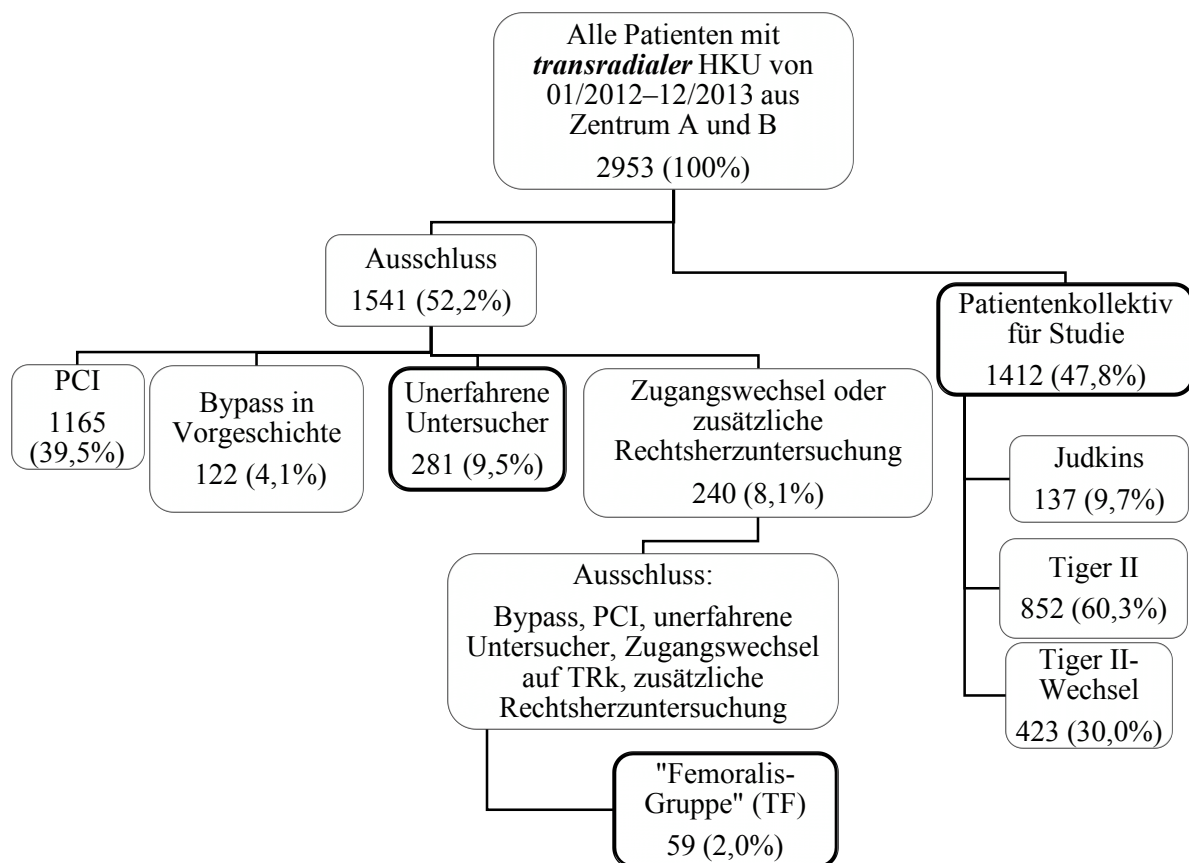 Alle Patienten mit
transradialer HKU von
01/2012–12/2013 aus
Zentrum A und B
2953 (100%)
Ausschluss
1541 (52,2%)
Patientenkollektiv
für Studie
1412 (47,8%)
PCI
1165
(39,5%)
Bypass in
Vorgeschichte
122 (4,1%)
Unerfahrene
Untersucher
281 (9,5%)
Zugangswechsel oder
zusätzliche
Rechtsherzuntersuchung
240 (8,1%)
Judkins
137 (9,7%)
Tiger II
852 (60,3%)
Tiger II-
Wechsel
423 (30,0%)
Ausschluss:
Bypass, PCI, unerfahrene
Untersucher, Zugangswechsel
auf TRk, zusätzliche
Rechtsherzuntersuchung
"Femoralis-
Gruppe" (TF)
59 (2,0%)